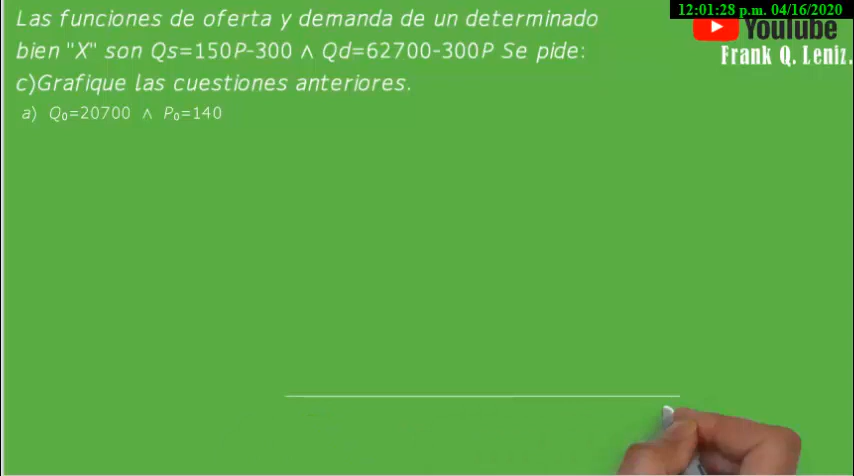 Las funciones de oferta y demanda de un determinado
bien "X" son Qs=150P-300 ∧ Qd=62700-300P Se pide:
c)Grafique las cuestiones anteriores.
a) Q₀=20700 ∧ P₀=140
12:01:28 p.m. 04/16/2020
YouTube
Frank Q. Leniz.